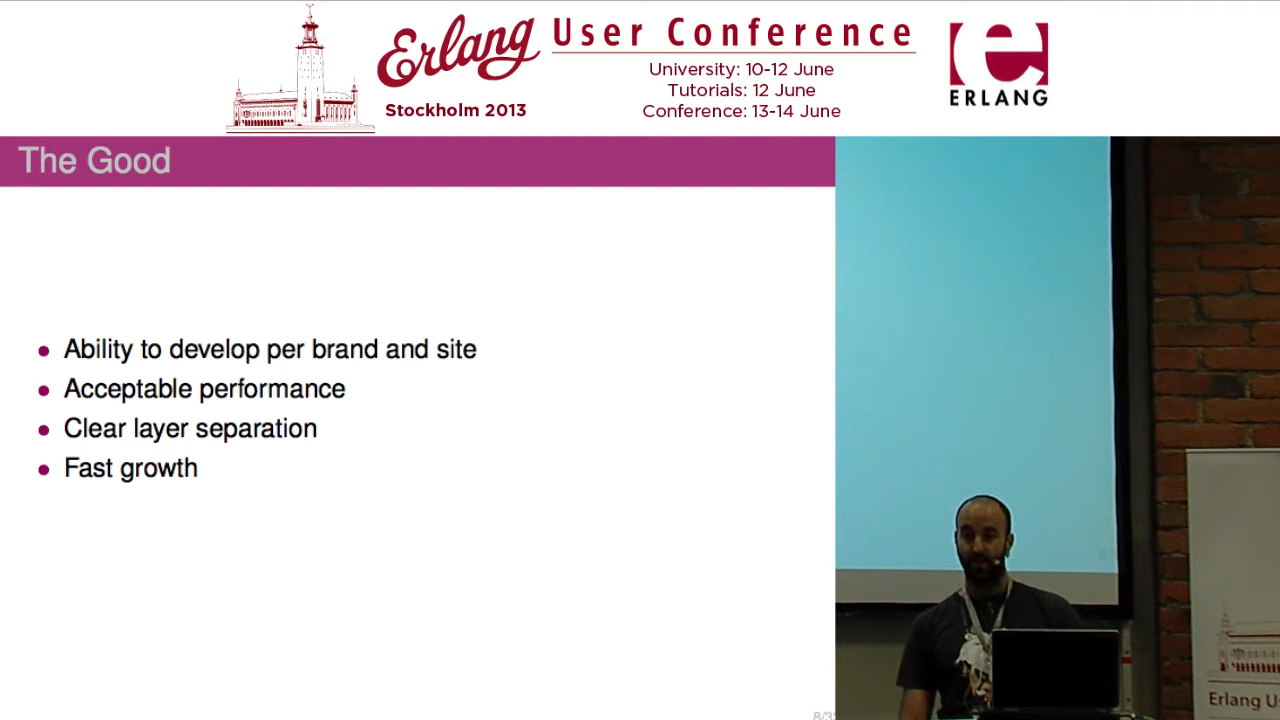 Erlang User Conference
Stockholm 2013
University: 10-12 June
Tutorials: 12 June
Conference: 13-14 June
ERLANG
The Good
Ability to develop per brand and site
Acceptable performance
Clear layer separation
Fast growth
Erlang U